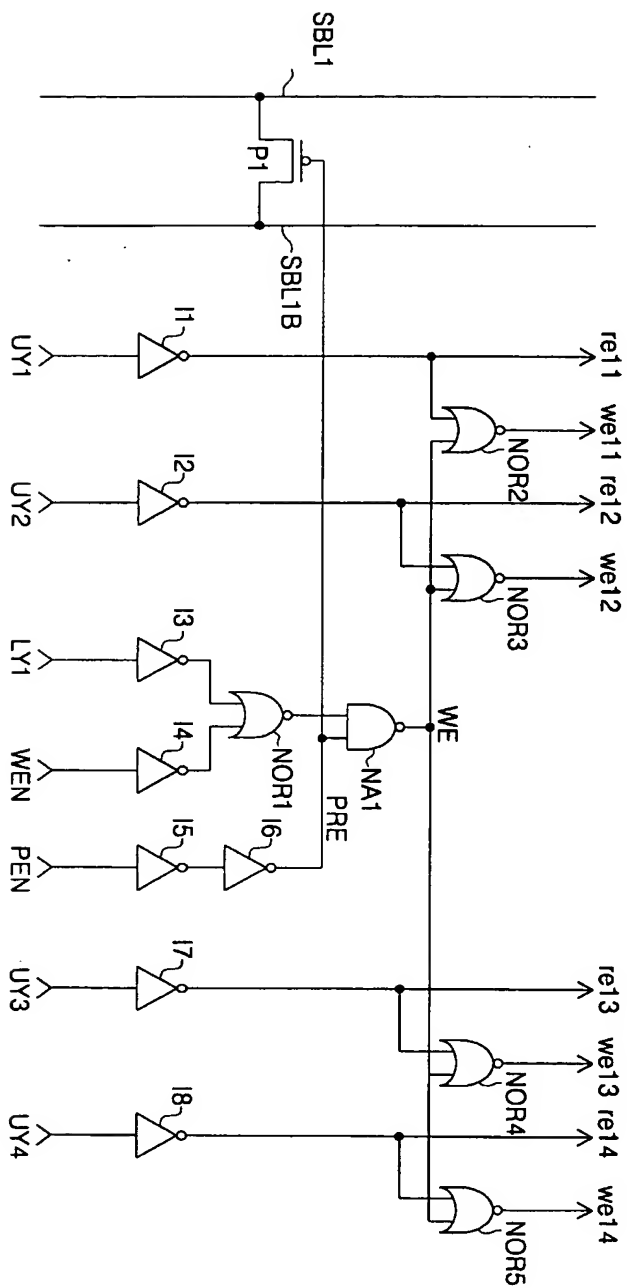 SBL1
P1
SBL1B
UY1
I1
re11
we11
NOR2
UY2
I2
re12
we12
NOR3
LY1
I3
WEN
I4
NOR1
NA1
WE
PEN
I5
I6
PRE
UY3
I7
re13
we13
NOR4
UY4
I8
re14
we14
NOR5